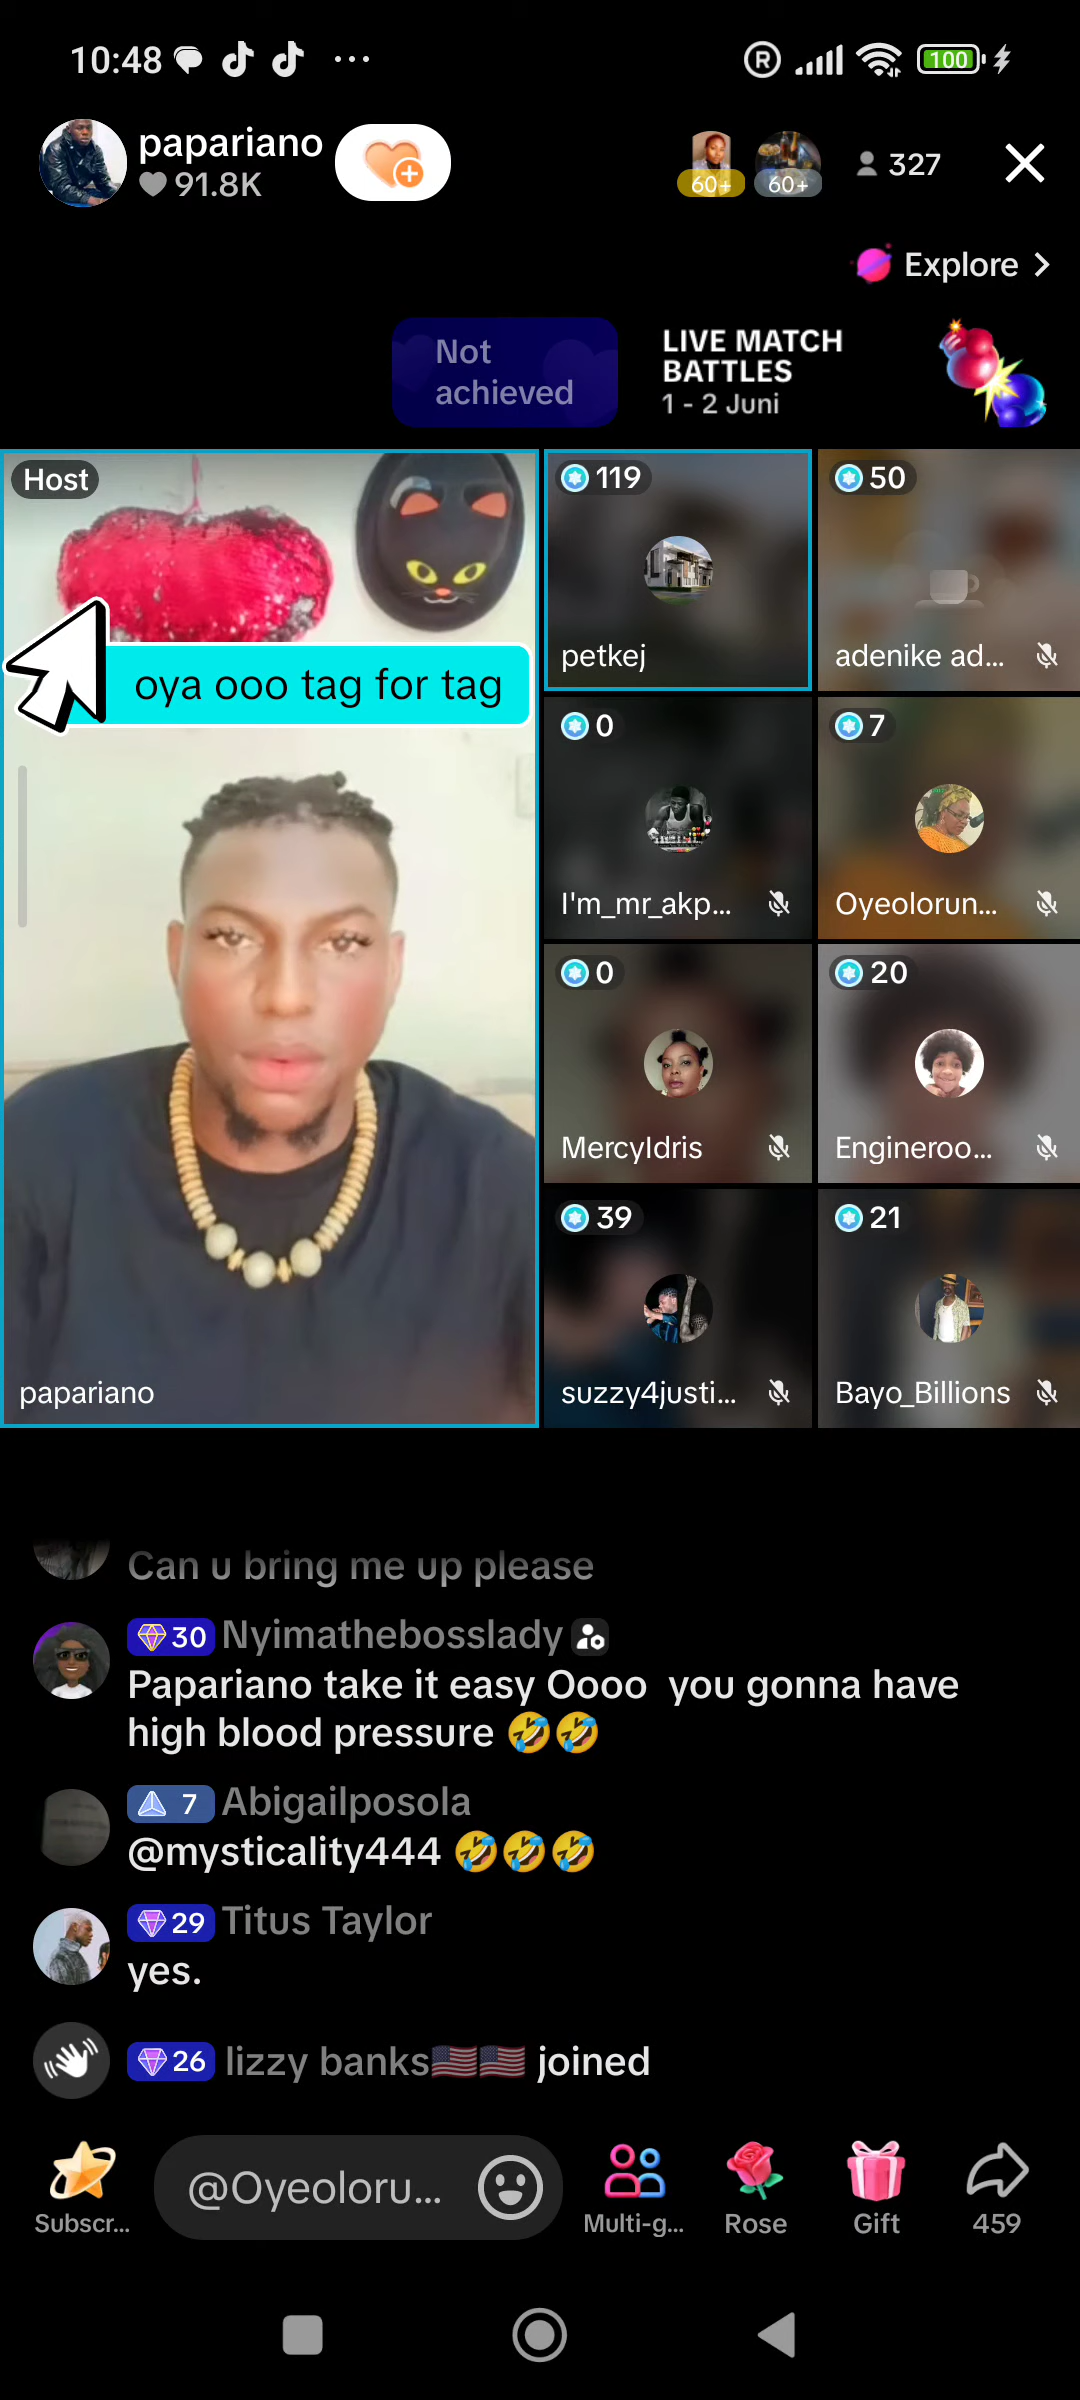 10:48
R
100
papariano
91.8K
60+
60+
327
Explore
Not
achieved
LIVE MATCH
BATTLES
1 - 2 Juni
Host
oya ooo tag for tag
papariano
119
petkej
50
adenike ad...
0
I'm_mr_akp...
7
Oyeolorun...
0
MercyIdris
20
Engineroo...
39
suzzy4justi...
21
Bayo_Billions
Can u bring me up please
30 Nyimathebosslady
Papariano take it easy Oooo  you gonna have
high blood pressure 🤣🤣
7 Abigailposola
@mysticality444 🤣🤣🤣
29 Titus Taylor
yes.
26 lizzy banks🇺🇸🇺🇸 joined
Subscr...
@Oyeoloru...
Multi-g...
Rose
Gift
459